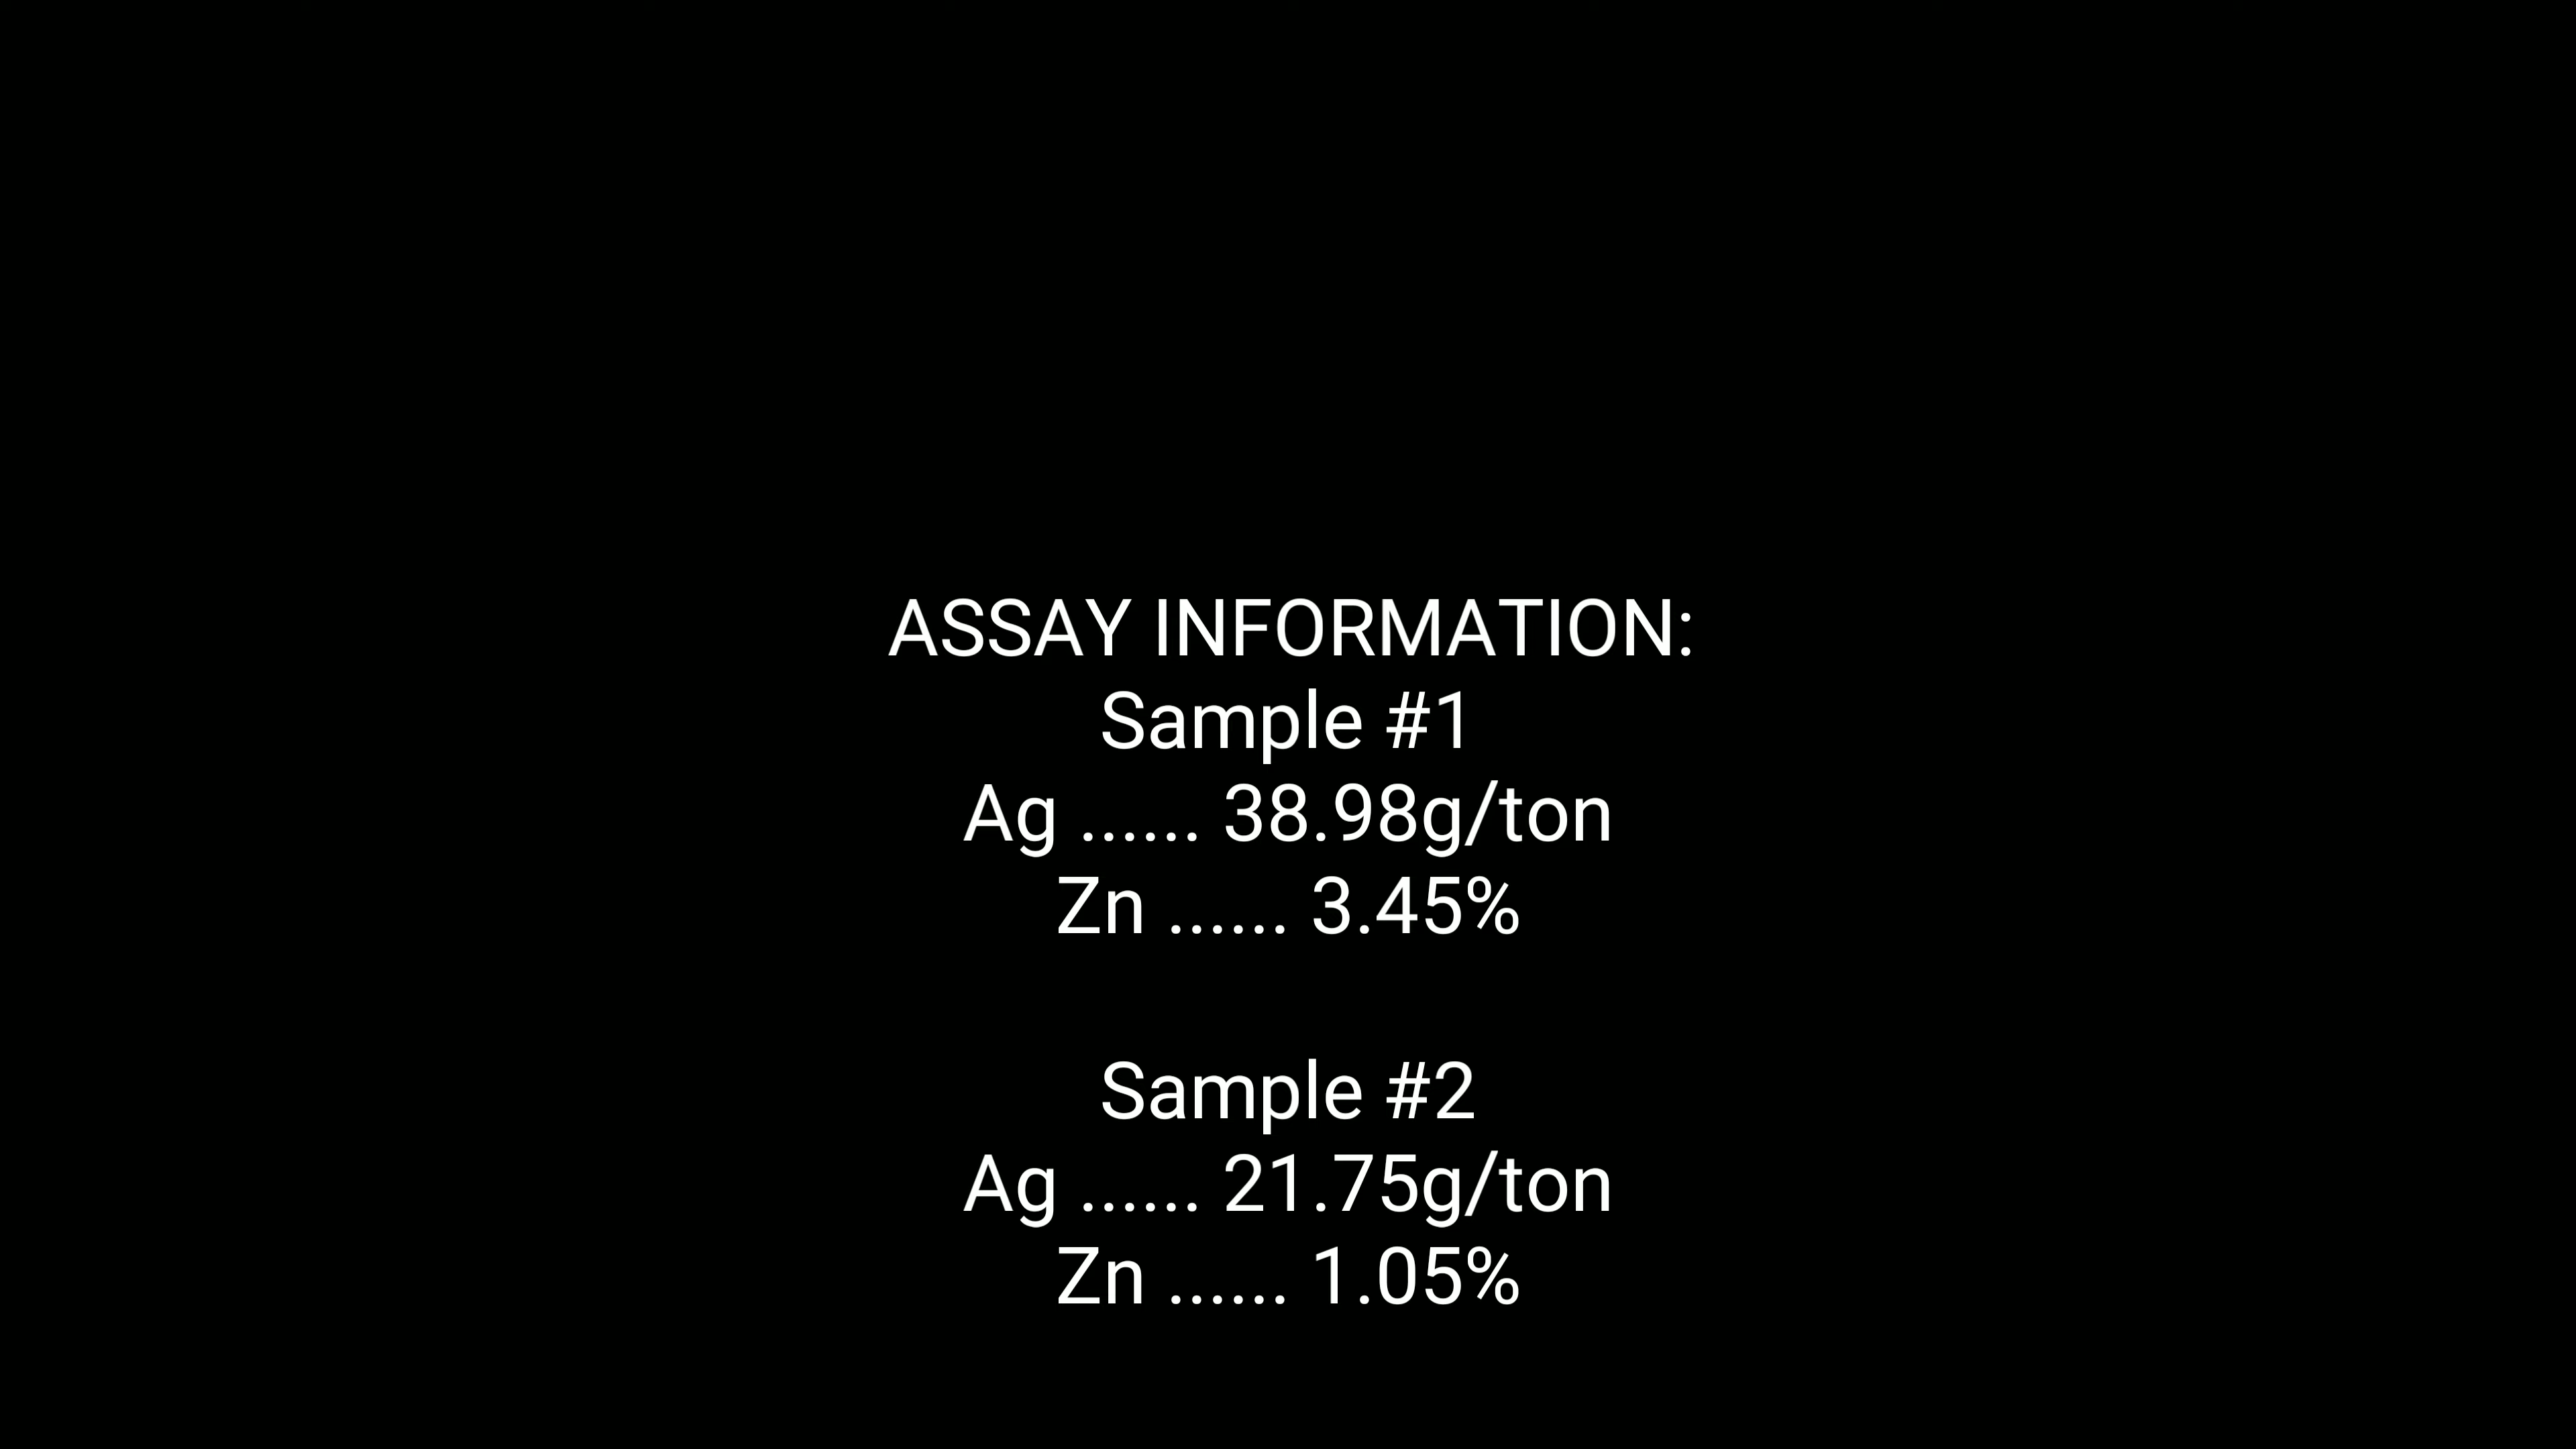 ASSAY INFORMATION:
Sample #1
Ag ...... 38.98g/ton
Zn ...... 3.45%
Sample #2
Ag ...... 21.75g/ton
Zn ...... 1.05%